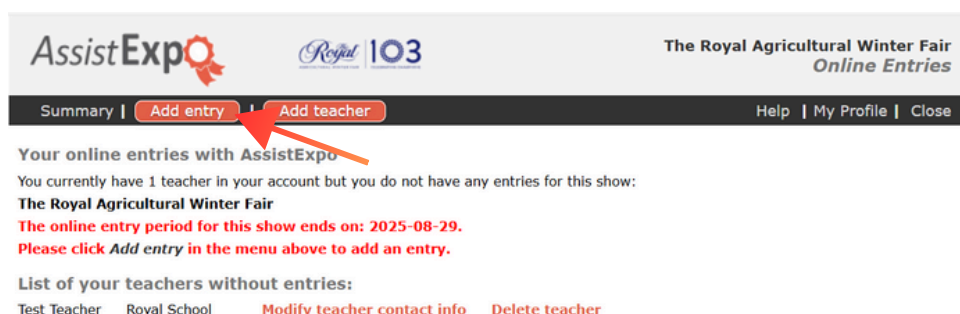 AssistExpo
Royal 103
The Royal Agricultural Winter Fair
Online Entries
Summary | Add entry | Add teacher
Help | My Profile | Close
Your online entries with AssistExpo
You currently have 1 teacher in your account but you do not have any entries for this show:
The Royal Agricultural Winter Fair
The online entry period for this show ends on: 2025-08-29.
Please click Add entry in the menu above to add an entry.
List of your teachers without entries:
Test Teacher Royal School Modify teacher contact info Delete teacher